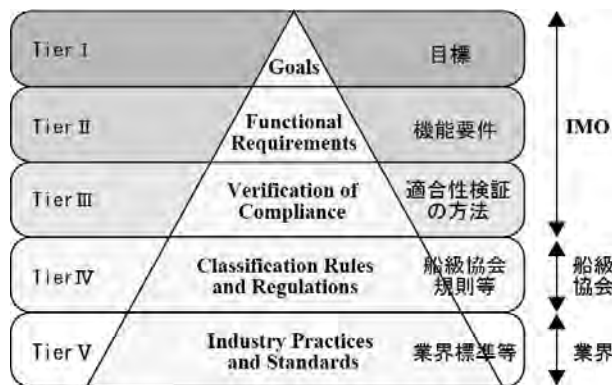 Tier Ⅰ
Goals
目標
Tier Ⅱ
Functional
Requirements
機能要件
Tier Ⅲ
Verification of
Compliance
適合性検証
の方法
IMO
Tier Ⅳ
Classification Rules
and Regulations
船級協会
規則等
船級
協会
Tier Ⅴ
Industry Practices
and Standards
業界標準等
業界